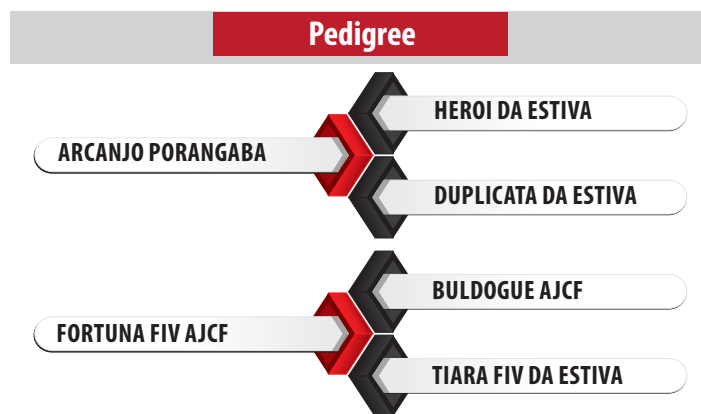 Pedigree
HEROI DA ESTIVA
ARCANJO PORANGABA
DUPLICATA DA ESTIVA
BULDOGUE AJCF
FORTUNA FIV AJCF
TIARA FIV DA ESTIVA